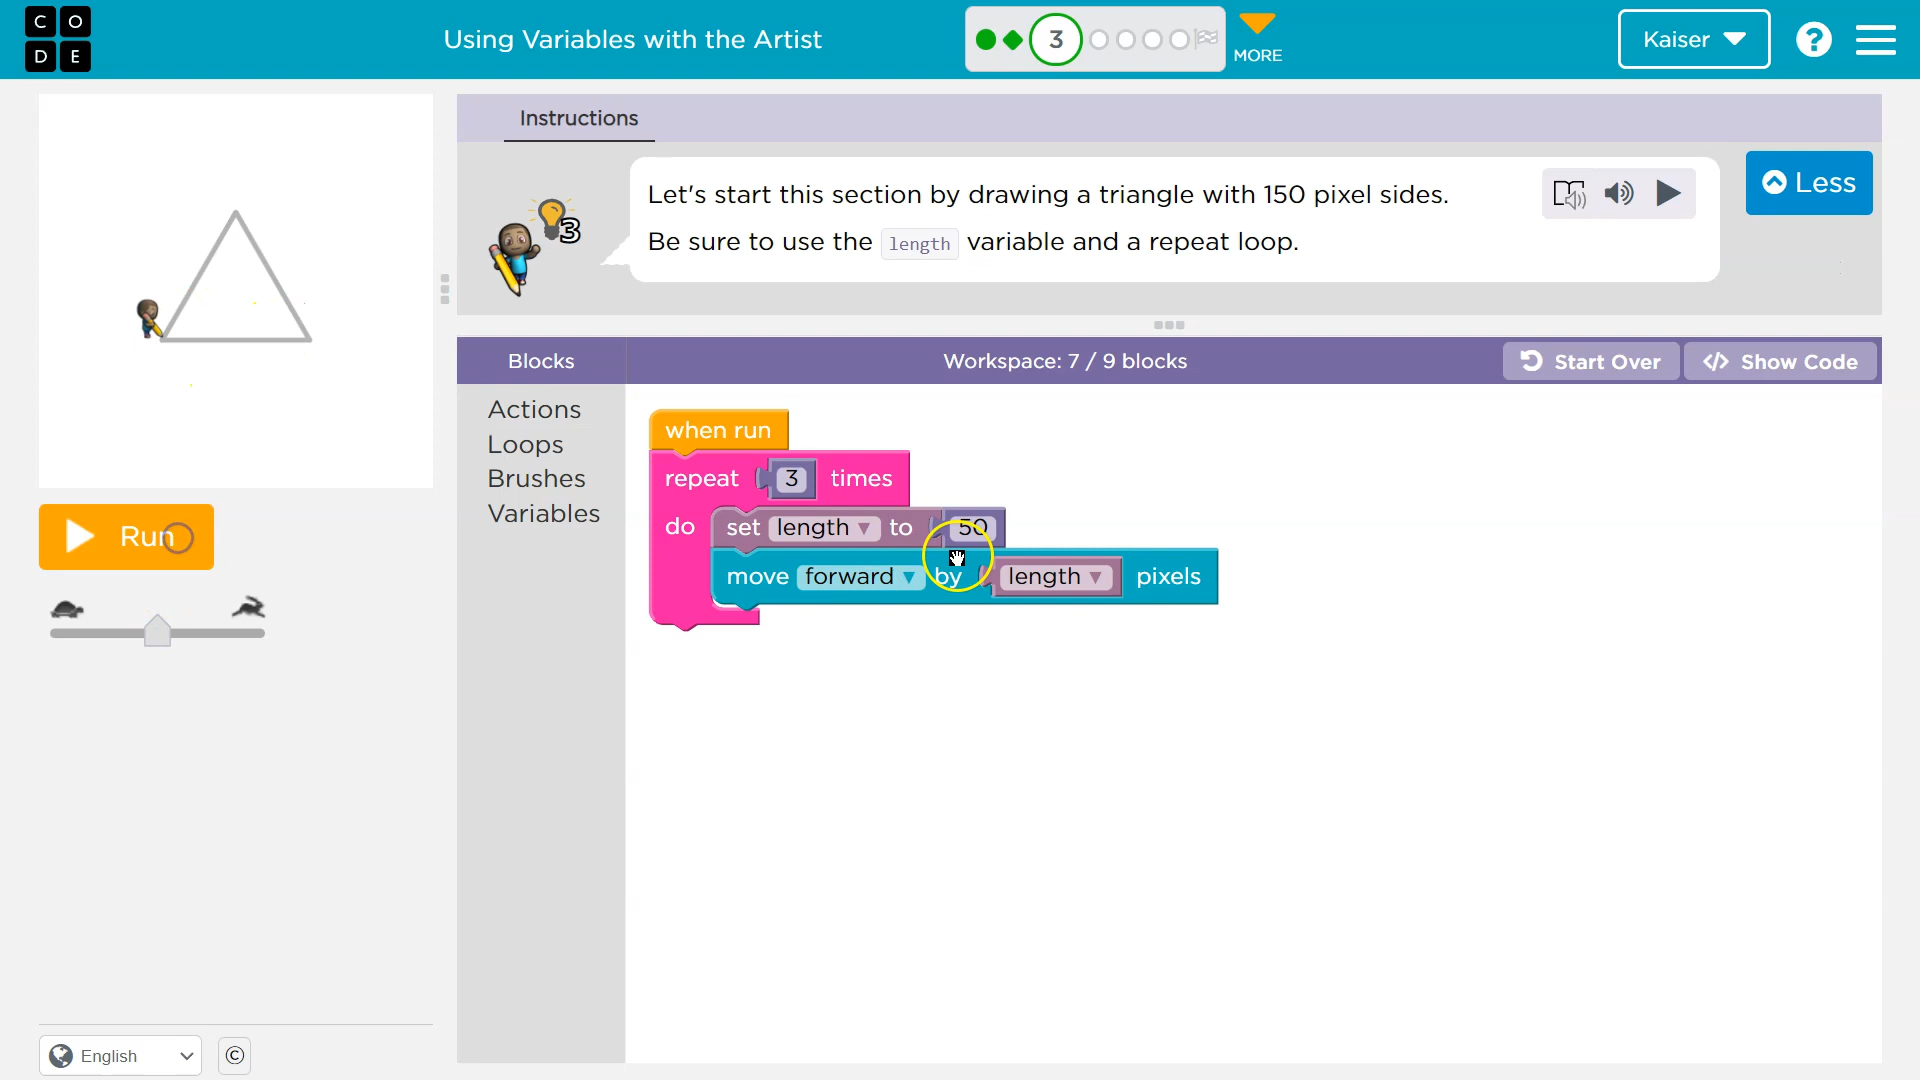 C O
D E
Using Variables with the Artist
3
MORE
Kaiser
?
Instructions
3
Let's start this section by drawing a triangle with 150 pixel sides.
Be sure to use the length variable and a repeat loop.
Less
Blocks
Workspace: 7 / 9 blocks
Start Over
</> Show Code
Actions
Loops
Brushes
Variables
when run
repeat 3 times
do set length ▼ to 50
move forward ▼ by length ▼ pixels
Run
English
©